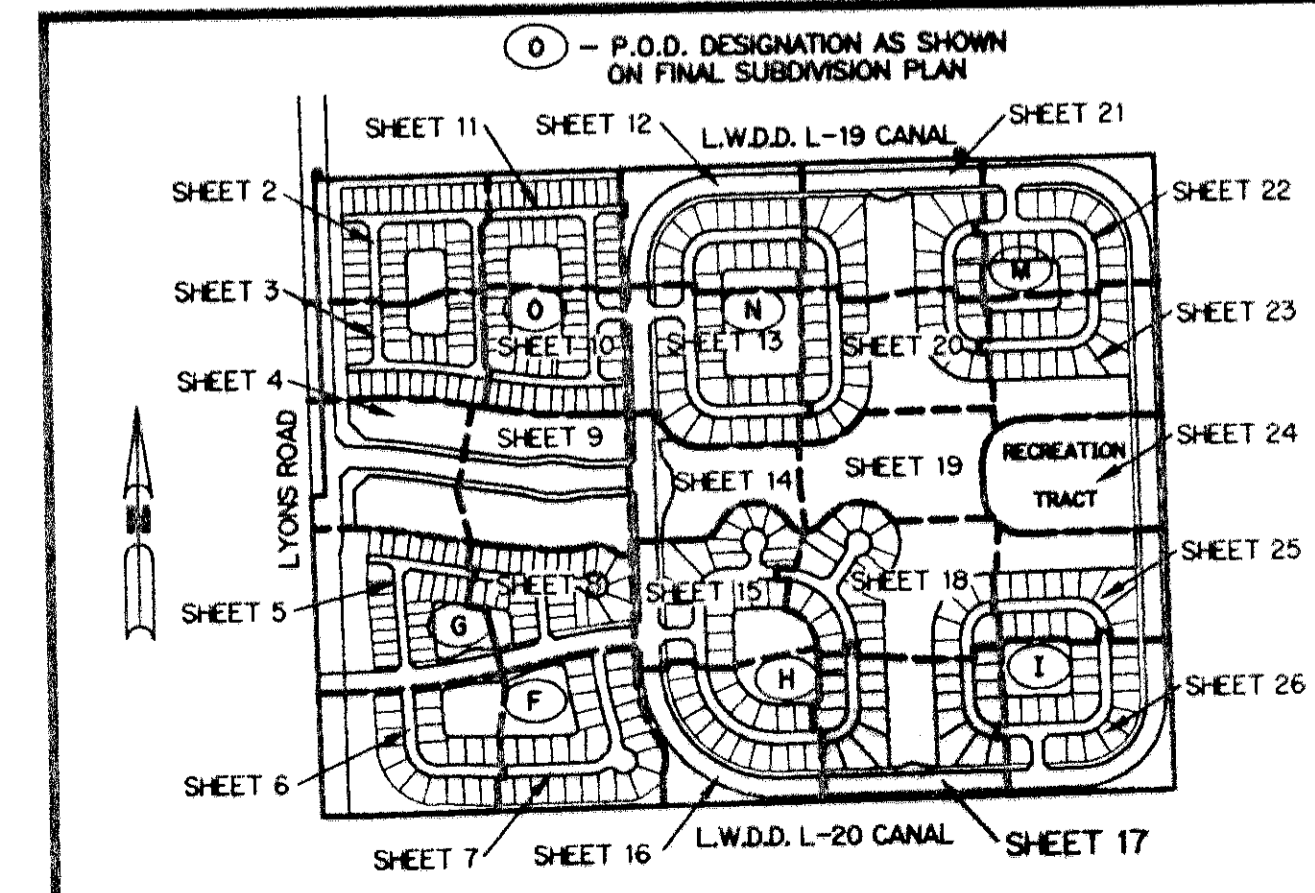 O - P.O.D. DESIGNATION AS SHOWN
ON FINAL SUBDIVISION PLAN
SHEET 11
SHEET 12
L.W.D.D. L-19 CANAL
SHEET 21
SHEET 2
SHEET 22
M
SHEET 3
O
N
SHEET 23
SHEET 10
SHEET 13
SHEET 20
SHEET 4
LYONS ROAD
SHEET 9
SHEET 14
SHEET 19
RECREATION
TRACT
SHEET 24
SHEET 25
SHEET 5
SHEET 8
SHEET 15
SHEET 18
G
F
H
I
SHEET 26
SHEET 6
SHEET 7
SHEET 16
L.W.D.D. L-20 CANAL
SHEET 17